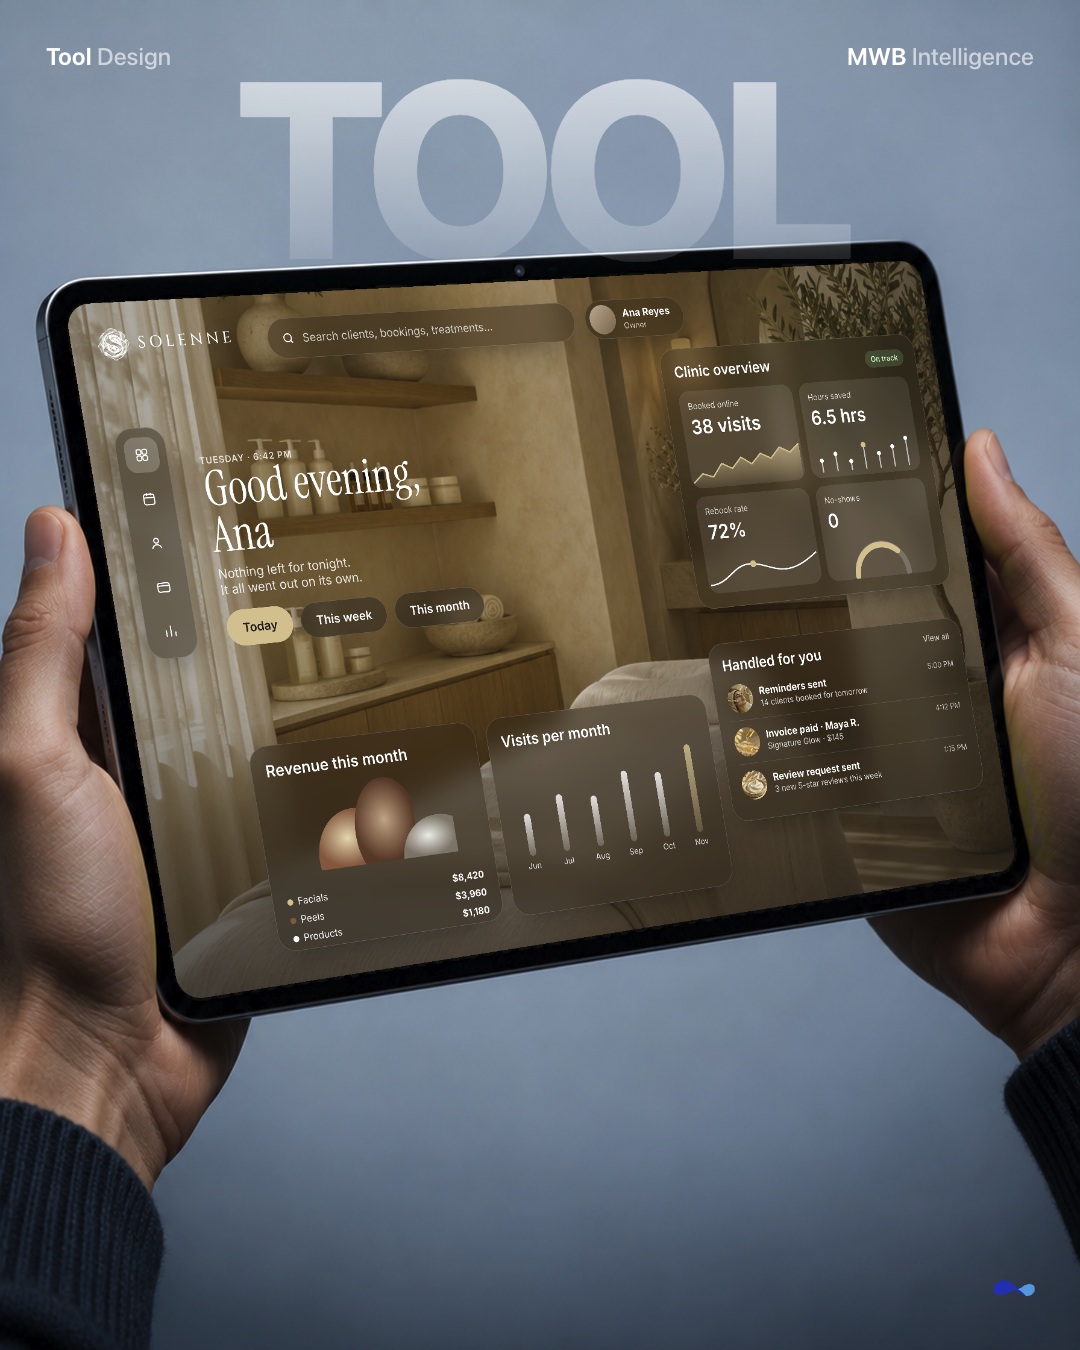 Tool Design
MWB Intelligence
TOOL
SOLENNE
Search clients, bookings, treatments...
Ana Reyes
Owner
TUESDAY · 6:42 PM
Good evening,
Ana
Nothing left for tonight.
It all went out on its own.
Today
This week
This month
Clinic overview
On track
Booked online
38 visits
Hours saved
6.5 hrs
Rebook rate
72%
No-shows
0
Handled for you
View all
Reminders sent
14 clients booked for tomorrow
5:00 PM
Invoice paid · Maya R.
Signature Glow · $145
4:12 PM
Review request sent
3 new 5-star reviews this week
1:15 PM
Revenue this month
Facials
$8,420
Peels
$3,960
Products
$1,180
Visits per month
Jun
Jul
Aug
Sep
Oct
Nov